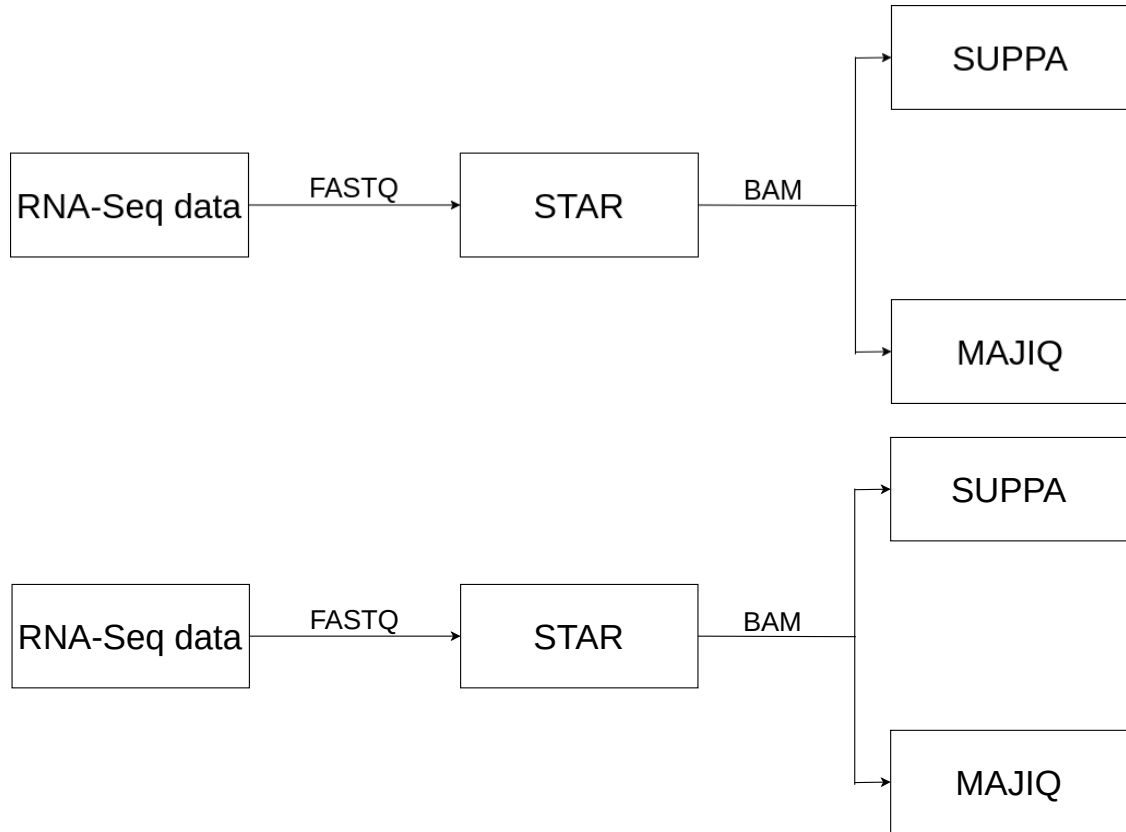 SUPPA
RNA-Seq data
FASTQ
STAR
BAM
MAJIQ
SUPPA
RNA-Seq data
FASTQ
STAR
BAM
MAJIQ